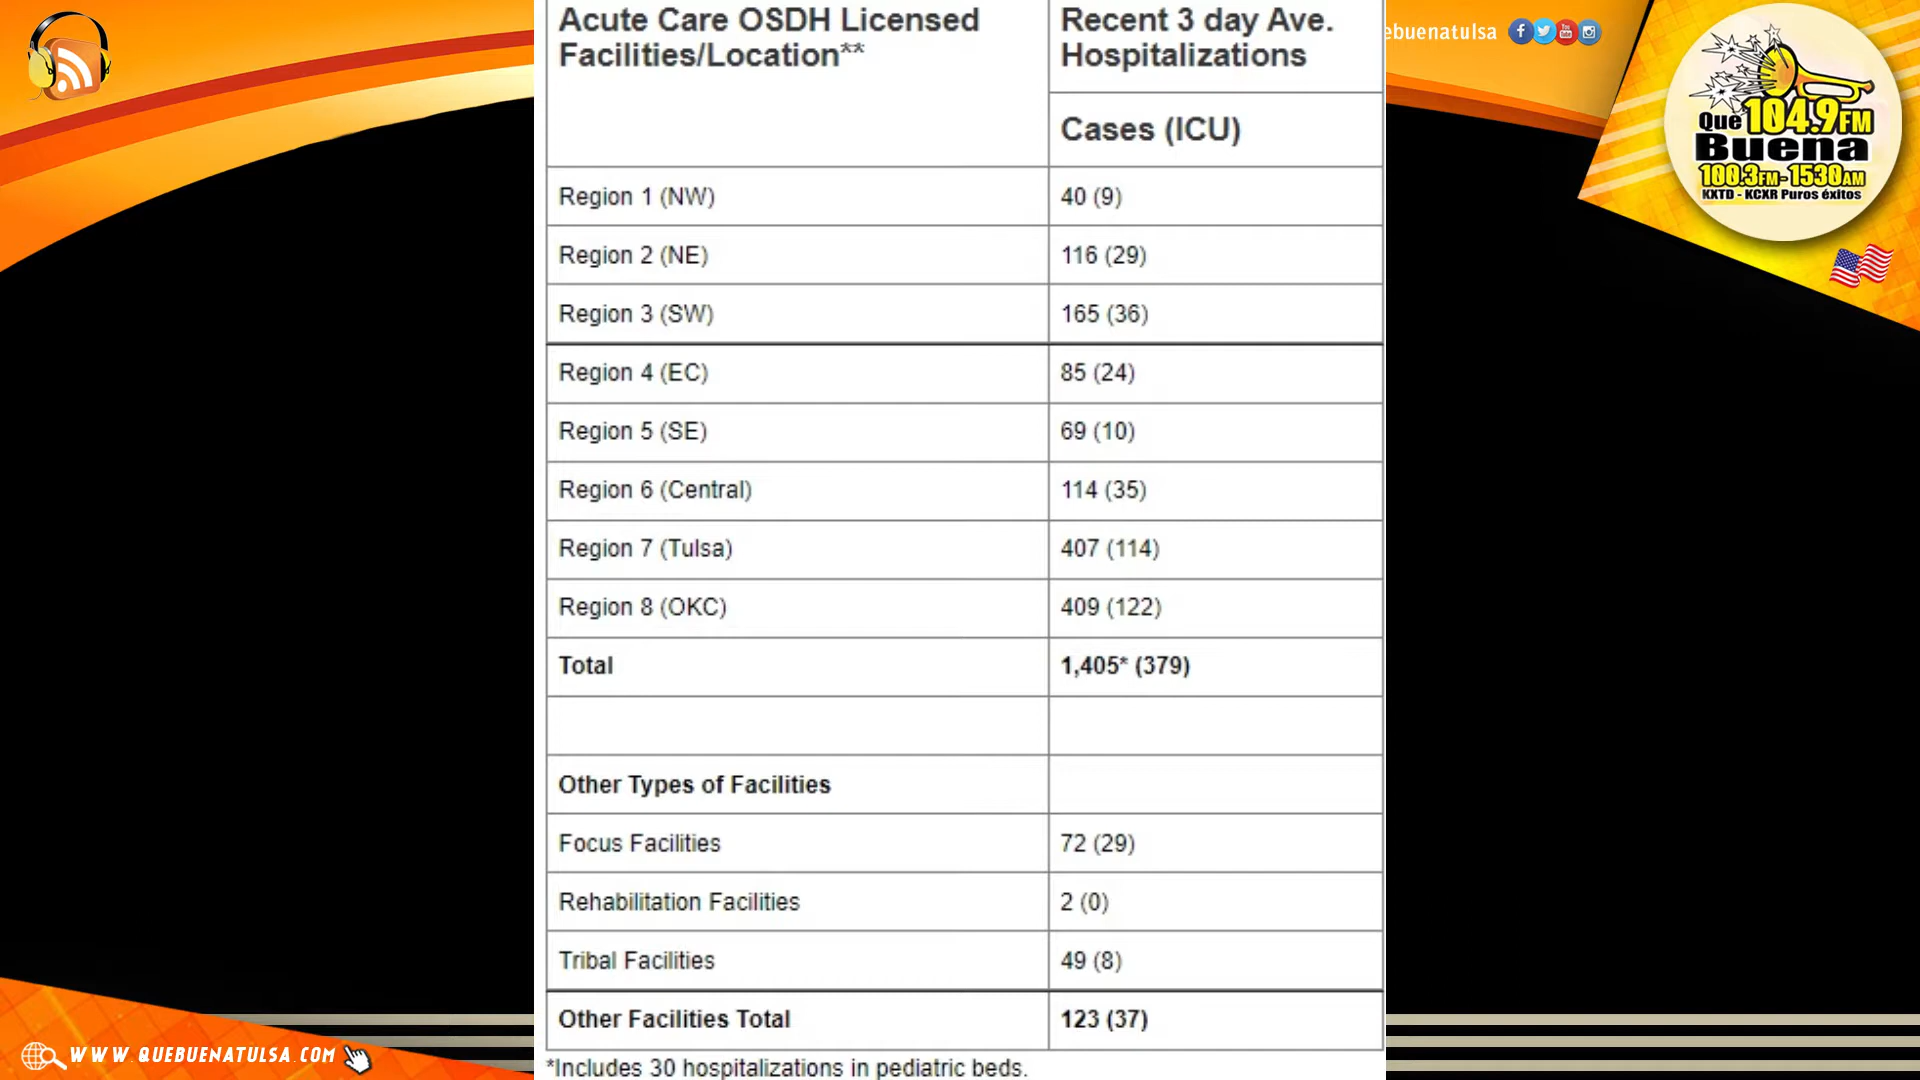 Acute Care OSDH Licensed
Facilities/Location**
Recent 3 day Ave.
Hospitalizations
Cases (ICU)
Region 1 (NW) 40 (9)
Region 2 (NE) 116 (29)
Region 3 (SW) 165 (36)
Region 4 (EC) 85 (24)
Region 5 (SE) 69 (10)
Region 6 (Central) 114 (35)
Region 7 (Tulsa) 407 (114)
Region 8 (OKC) 409 (122)
Total 1,405* (379)
Other Types of Facilities
Focus Facilities 72 (29)
Rehabilitation Facilities 2 (0)
Tribal Facilities 49 (8)
Other Facilities Total 123 (37)
*Includes 30 hospitalizations in pediatric beds.
ebuenatulsa
You
Que 104.9FM
Buena
100.3FM-1530AM
KXTD - KCXR Puros éxitos
WWW.QUEBUENATULSA.COM